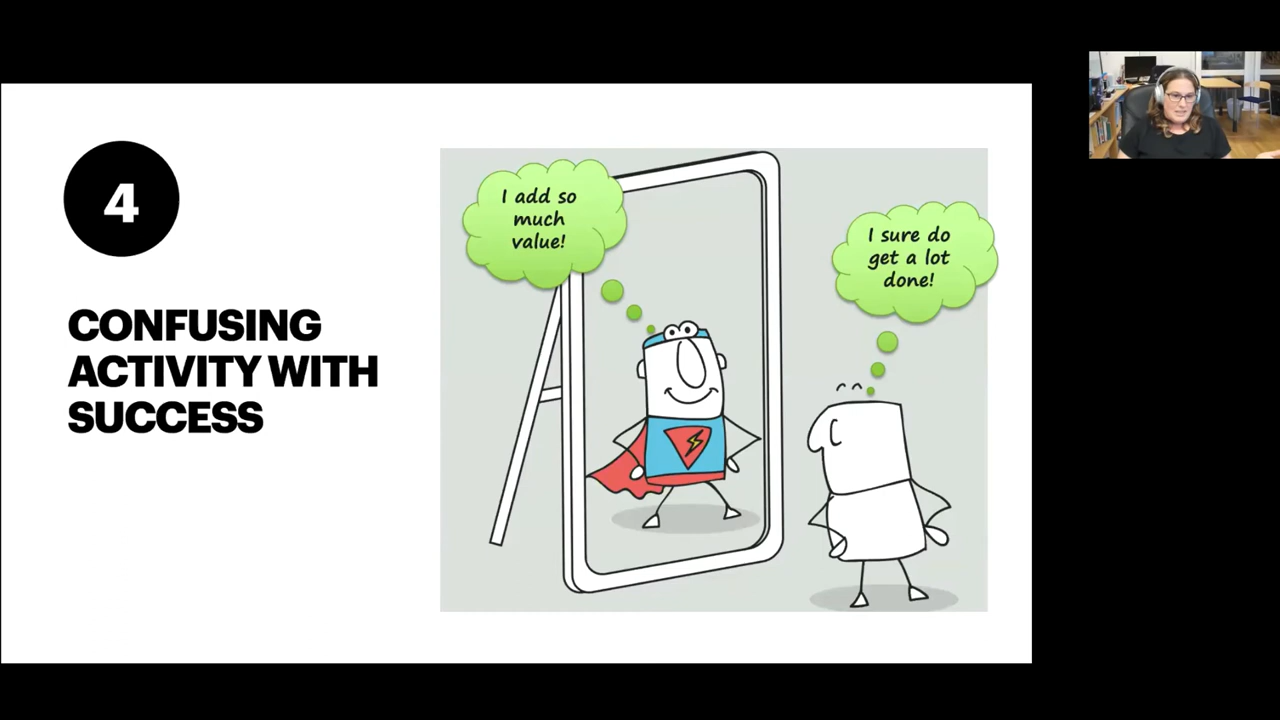 4
CONFUSING
ACTIVITY WITH
SUCCESS
I add so
much
value!
I sure do
get a lot
done!